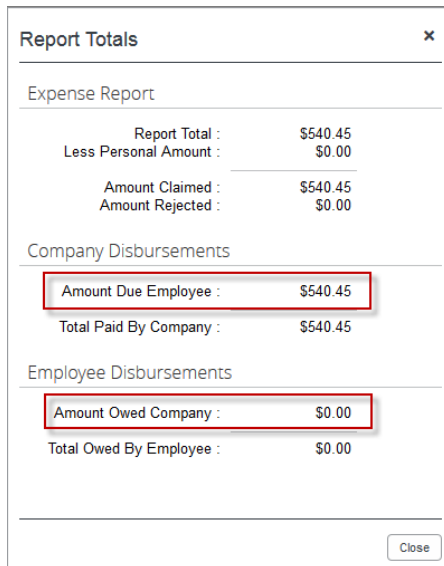 Report Totals ×
Expense Report
Report Total : $540.45
Less Personal Amount : $0.00
Amount Claimed : $540.45
Amount Rejected : $0.00
Company Disbursements
Amount Due Employee : $540.45
Total Paid By Company : $540.45
Employee Disbursements
Amount Owed Company : $0.00
Total Owed By Employee : $0.00
Close